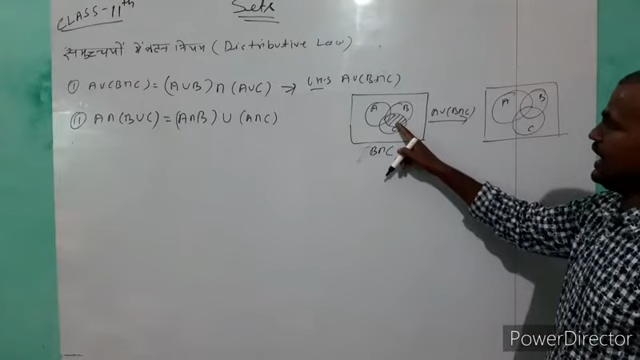 CLASS-11th
Sets
समुच्चयों के बंटन नियम (Distributive Law)
① A∪(B∩C) = (A∪B) ∩ (A∪C) → L.H.S A∪(B∩C)
A B A∪(B∩C) A B C
② A∩(B∪C) = (A∩B) ∪ (A∩C)
B∩C
PowerDirector